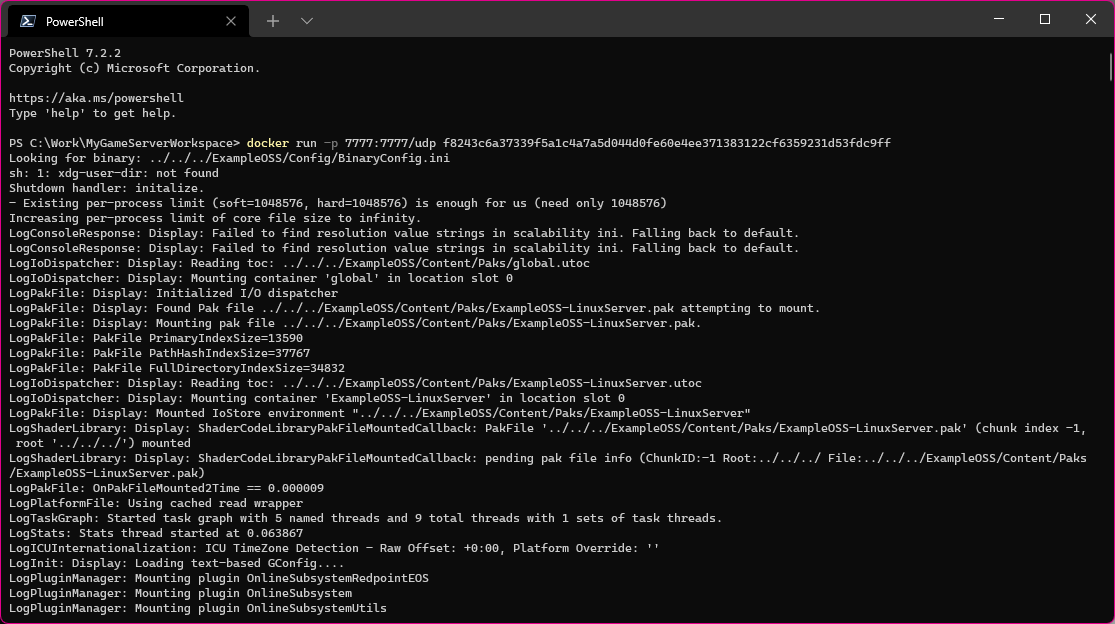 PowerShell
PowerShell 7.2.2
Copyright (c) Microsoft Corporation.
https://aka.ms/powershell
Type 'help' to get help.
PS C:\Work\MyGameServerWorkspace> docker run -p 7777:7777/udp f8243c6a37339f5a1c4a7a5d044d0fe60e4ee371383122cf6359231d53fdc9ff
Looking for binary: ../../../ExampleOSS/Config/BinaryConfig.ini
sh: 1: xdg-user-dir: not found
Shutdown handler: initalize.
- Existing per-process limit (soft=1048576, hard=1048576) is enough for us (need only 1048576)
Increasing per-process limit of core file size to infinity.
LogConsoleResponse: Display: Failed to find resolution value strings in scalability ini. Falling back to default.
LogConsoleResponse: Display: Failed to find resolution value strings in scalability ini. Falling back to default.
LogIoDispatcher: Display: Reading toc: ../../../ExampleOSS/Content/Paks/global.utoc
LogIoDispatcher: Display: Mounting container 'global' in location slot 0
LogPakFile: Display: Initialized I/O dispatcher
LogPakFile: Display: Found Pak file ../../../ExampleOSS/Content/Paks/ExampleOSS-LinuxServer.pak attempting to mount.
LogPakFile: Display: Mounting pak file ../../../ExampleOSS/Content/Paks/ExampleOSS-LinuxServer.pak.
LogPakFile: PakFile PrimaryIndexSize=13590
LogPakFile: PakFile PathHashIndexSize=37767
LogPakFile: PakFile FullDirectoryIndexSize=34832
LogIoDispatcher: Display: Reading toc: ../../../ExampleOSS/Content/Paks/ExampleOSS-LinuxServer.utoc
LogIoDispatcher: Display: Mounting container 'ExampleOSS-LinuxServer' in location slot 0
LogPakFile: Display: Mounted IoStore environment "../../../ExampleOSS/Content/Paks/ExampleOSS-LinuxServer"
LogShaderLibrary: Display: ShaderCodeLibraryPakFileMountedCallback: PakFile '../../../ExampleOSS/Content/Paks/ExampleOSS-LinuxServer.pak' (chunk index -1,
 root '../../../') mounted
LogShaderLibrary: Display: ShaderCodeLibraryPakFileMountedCallback: pending pak file info (ChunkID:-1 Root:../../../ File:../../../ExampleOSS/Content/Paks
/ExampleOSS-LinuxServer.pak)
LogPakFile: OnPakFileMounted2Time == 0.000009
LogPlatformFile: Using cached read wrapper
LogTaskGraph: Started task graph with 5 named threads and 9 total threads with 1 sets of task threads.
LogStats: Stats thread started at 0.063867
LogICUInternationalization: ICU TimeZone Detection - Raw Offset: +0:00, Platform Override: ''
LogInit: Display: Loading text-based GConfig....
LogPluginManager: Mounting plugin OnlineSubsystemRedpointEOS
LogPluginManager: Mounting plugin OnlineSubsystem
LogPluginManager: Mounting plugin OnlineSubsystemUtils